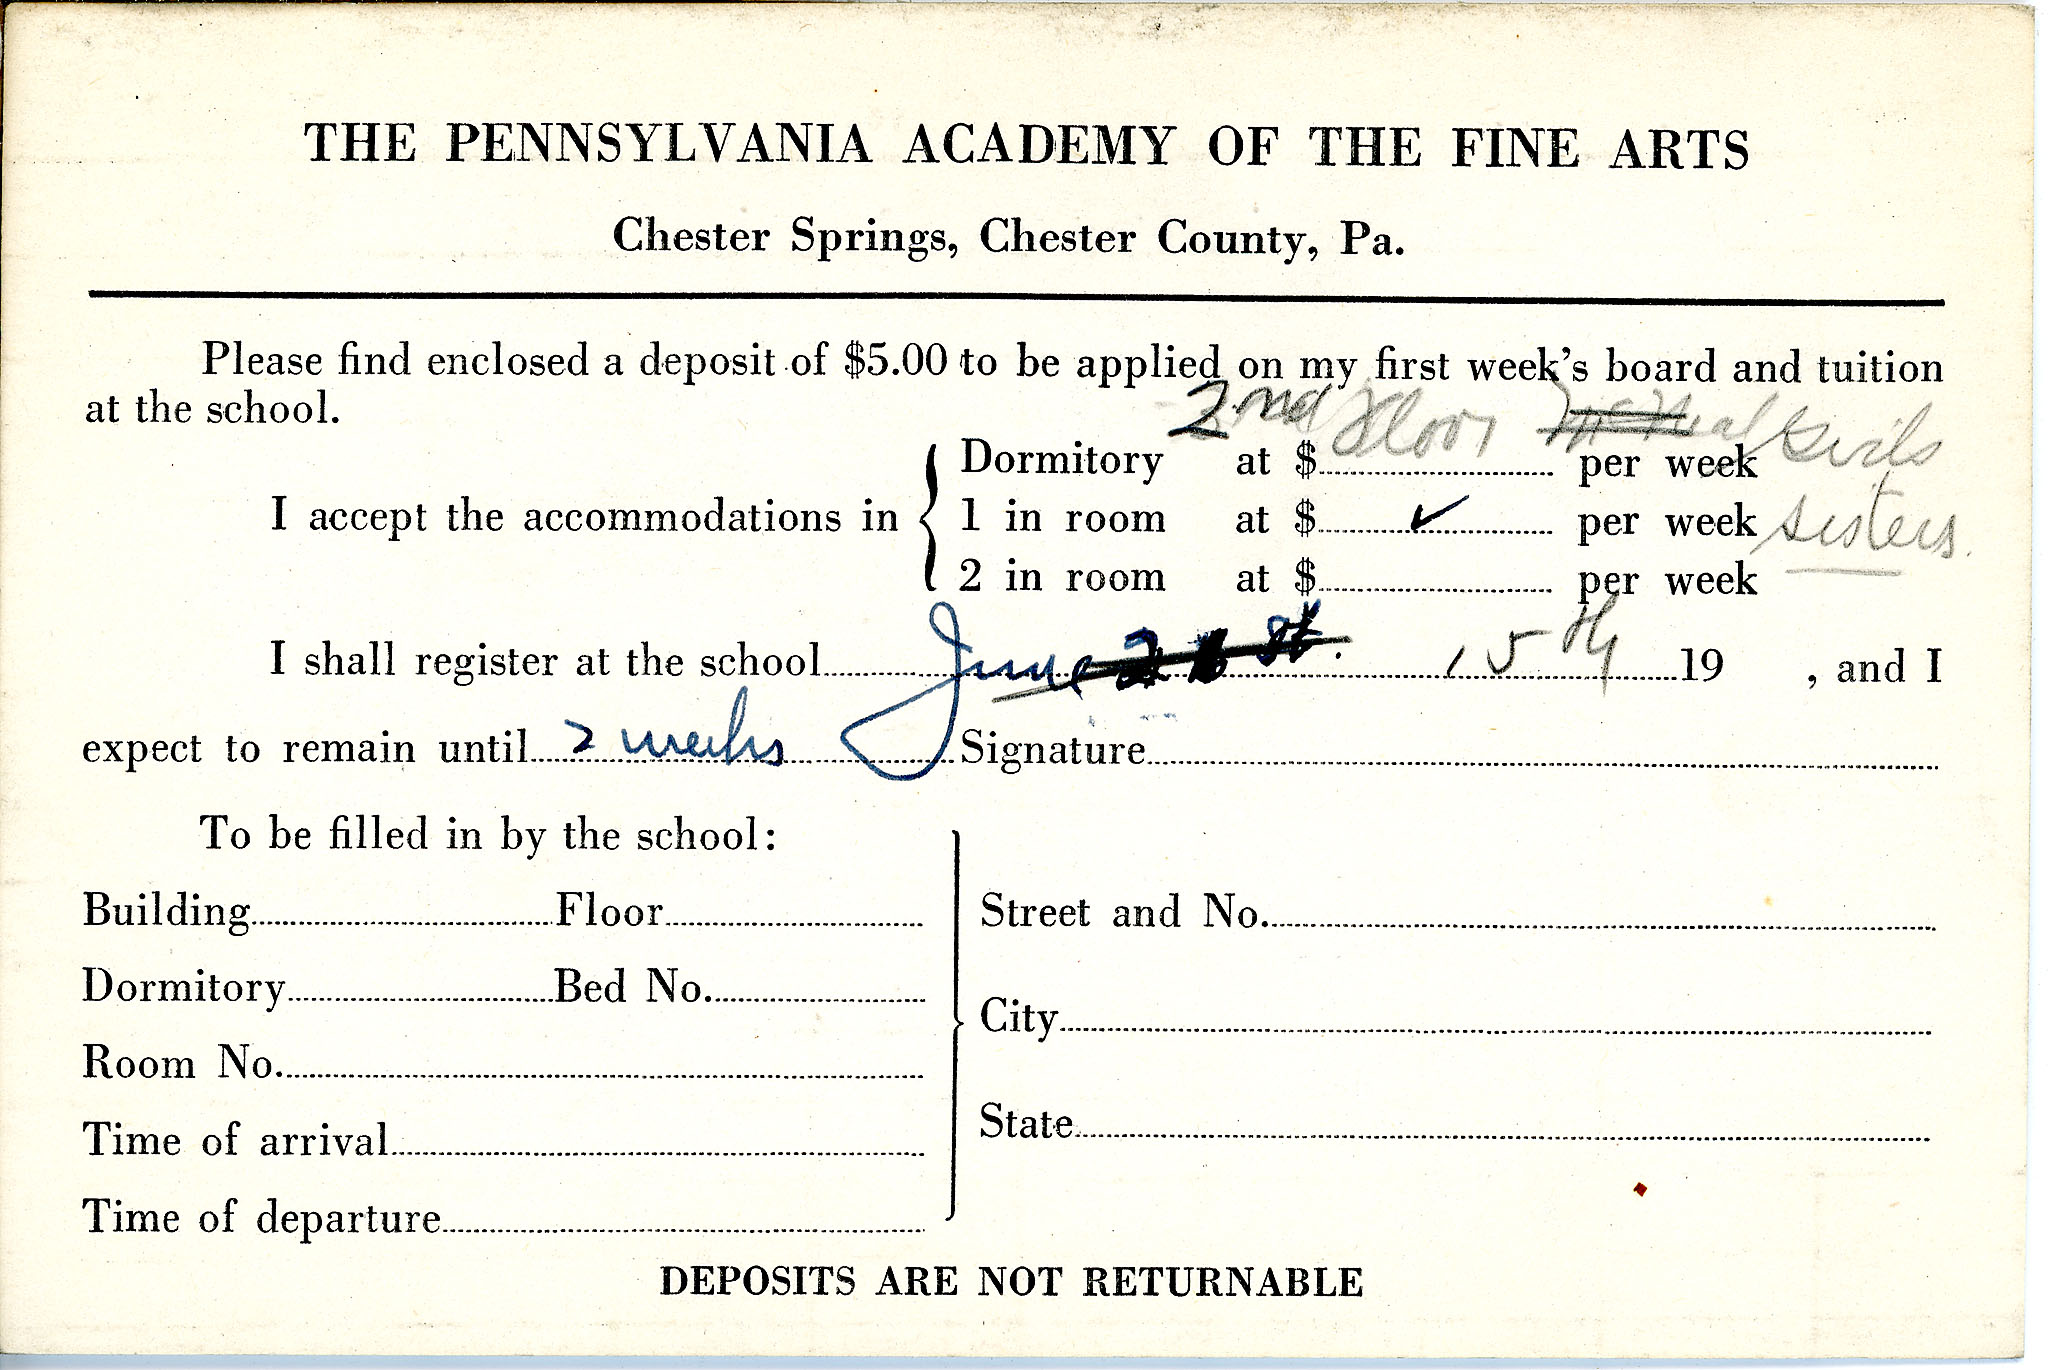 THE PENNSYLVANIA ACADEMY OF THE FINE ARTS
Chester Springs, Chester County, Pa.
Please find enclosed a deposit of $5.00 to be applied on my first week's board and tuition
at the school.
2nd Floor Girls
Dormitory at $ per week
I accept the accommodations in 1 in room at $ ✓ per week sisters.
2 in room at $ per week
I shall register at the school June 21st. 15th 19 , and I
expect to remain until 2 weeks Signature
To be filled in by the school:
Building Floor
Street and No.
Dormitory Bed No.
City
Room No.
State
Time of arrival
Time of departure
DEPOSITS ARE NOT RETURNABLE